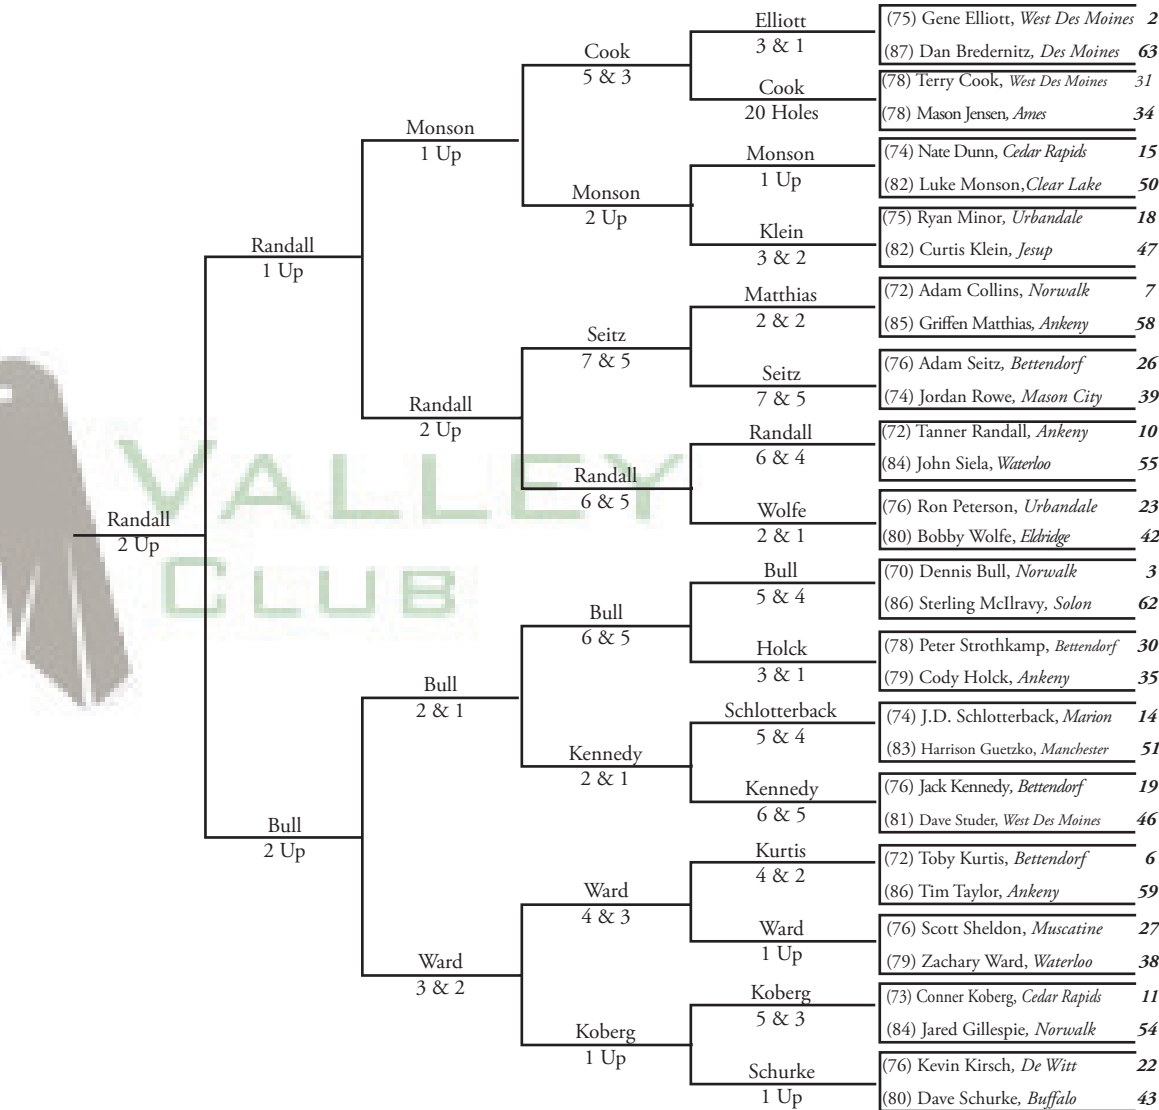 Elliott
3 & 1
(75) Gene Elliott, West Des Moines 2
(87) Dan Bredernitz, Des Moines 63
Cook
5 & 3
Cook
20 Holes
(78) Terry Cook, West Des Moines 31
(78) Mason Jensen, Ames 34
Monson
1 Up
Monson
1 Up
(74) Nate Dunn, Cedar Rapids 15
(82) Luke Monson, Clear Lake 50
Monson
2 Up
Klein
3 & 2
(75) Ryan Minor, Urbandale 18
(82) Curtis Klein, Jesup 47
Randall
1 Up
Matthias
2 & 2
(72) Adam Collins, Norwalk 7
(85) Griffen Matthias, Ankeny 58
Seitz
7 & 5
Seitz
7 & 5
(76) Adam Seitz, Bettendorf 26
(74) Jordan Rowe, Mason City 39
Randall
2 Up
Randall
6 & 4
(72) Tanner Randall, Ankeny 10
(84) John Siela, Waterloo 55
Randall
6 & 5
Wolfe
2 & 1
(76) Ron Peterson, Urbandale 23
(80) Bobby Wolfe, Eldridge 42
VALLEY
CLUB
Randall
2 Up
Bull
5 & 4
(70) Dennis Bull, Norwalk 3
(86) Sterling McIlravy, Solon 62
Bull
6 & 5
Holck
3 & 1
(78) Peter Strothkamp, Bettendorf 30
(79) Cody Holck, Ankeny 35
Bull
2 & 1
Schlotterback
5 & 4
(74) J.D. Schlotterback, Marion 14
(83) Harrison Guetzko, Manchester 51
Kennedy
2 & 1
Kennedy
6 & 5
(76) Jack Kennedy, Bettendorf 19
(81) Dave Studer, West Des Moines 46
Bull
2 Up
Kurtis
4 & 2
(72) Toby Kurtis, Bettendorf 6
(86) Tim Taylor, Ankeny 59
Ward
4 & 3
Ward
1 Up
(76) Scott Sheldon, Muscatine 27
(79) Zachary Ward, Waterloo 38
Ward
3 & 2
Koberg
5 & 3
(73) Conner Koberg, Cedar Rapids 11
(84) Jared Gillespie, Norwalk 54
Koberg
1 Up
Schurke
1 Up
(76) Kevin Kirsch, De Witt 22
(80) Dave Schurke, Buffalo 43